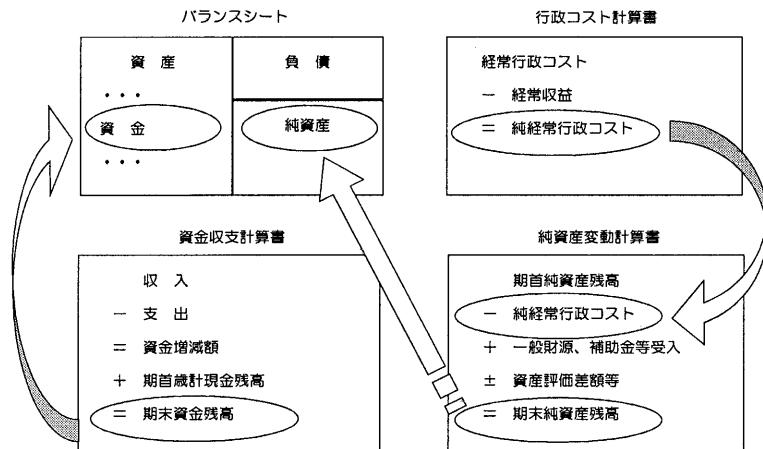 バランスシート
資 産
・・・
資 金
・・・
負 債
純資産
行政コスト計算書
経常行政コスト
－ 経常収益
＝ 純経常行政コスト
資金収支計算書
収 入
－ 支 出
＝ 資金増減額
＋ 期首歳計現金残高
＝ 期末資金残高
純資産変動計算書
期首純資産残高
－ 純経常行政コスト
＋ 一般財源、補助金等受入
± 資産評価差額等
＝ 期末純資産残高